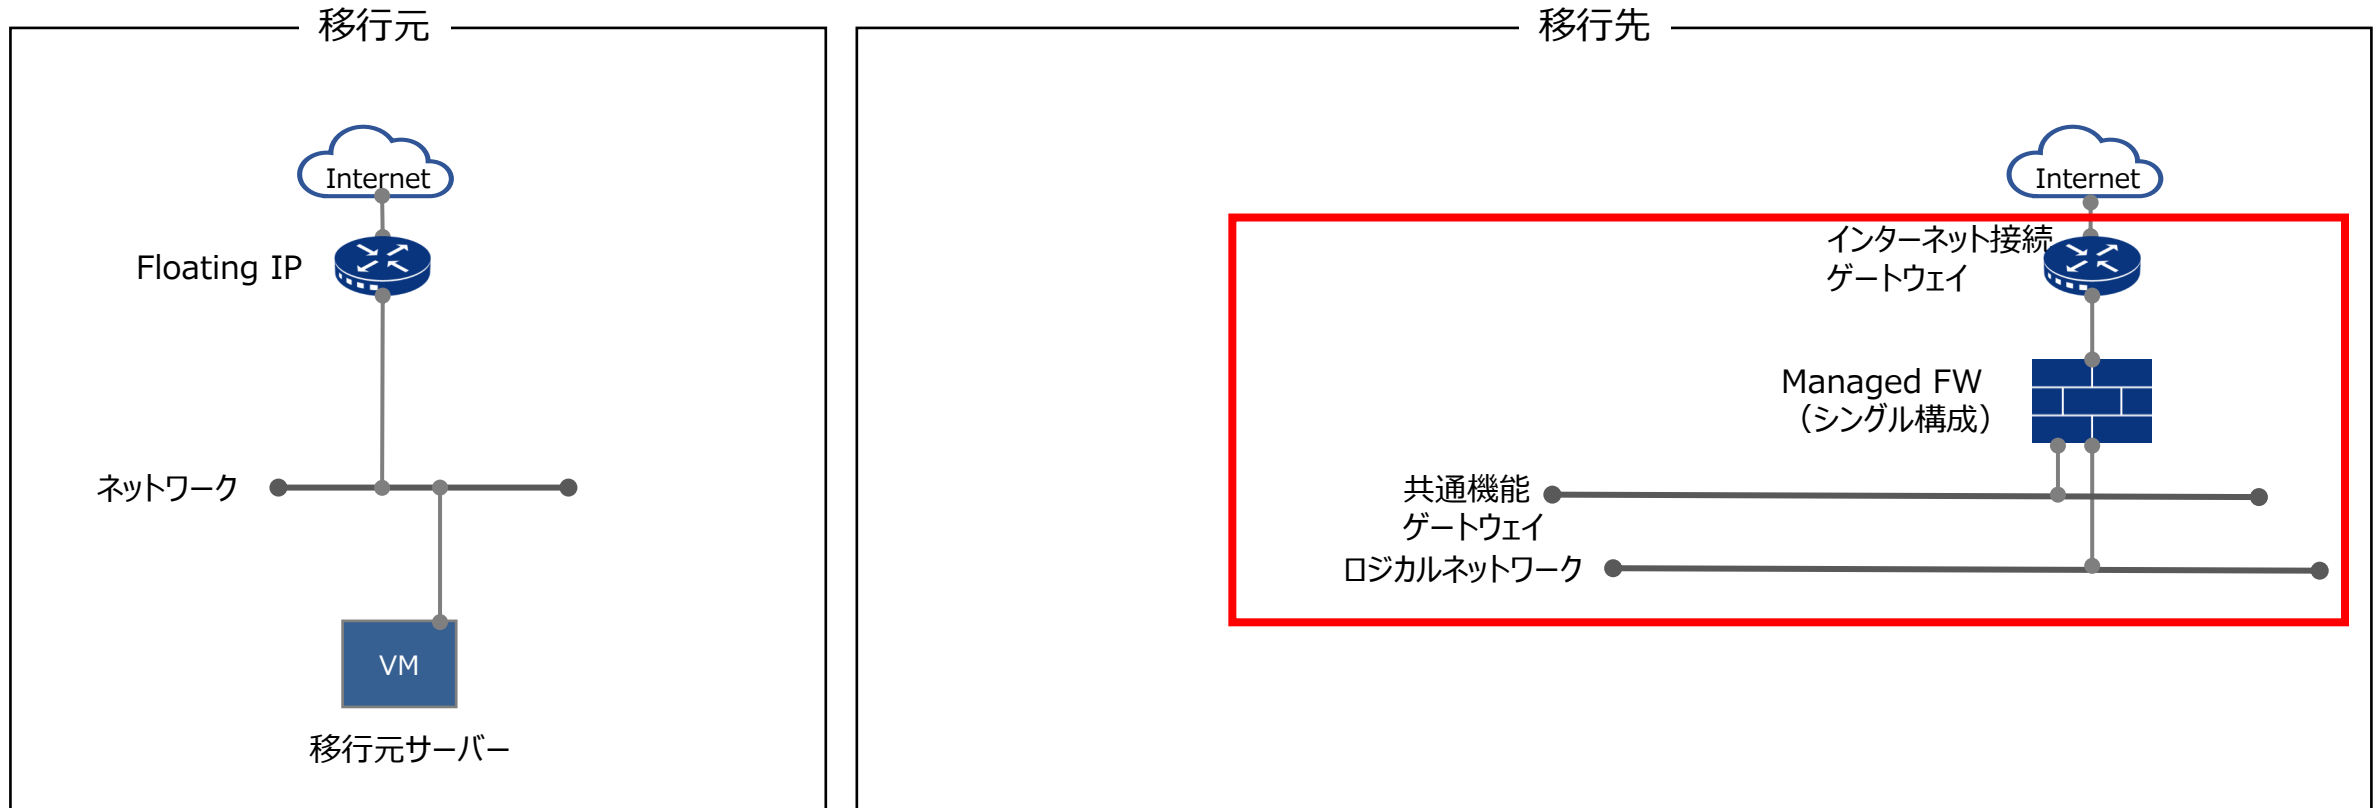 移行元
移行先
Internet
Floating IP
ネットワーク
VM
移行元サーバー
Internet
インターネット接続
ゲートウェイ
Managed FW
（シングル構成）
共通機能
ゲートウェイ
ロジカルネットワーク